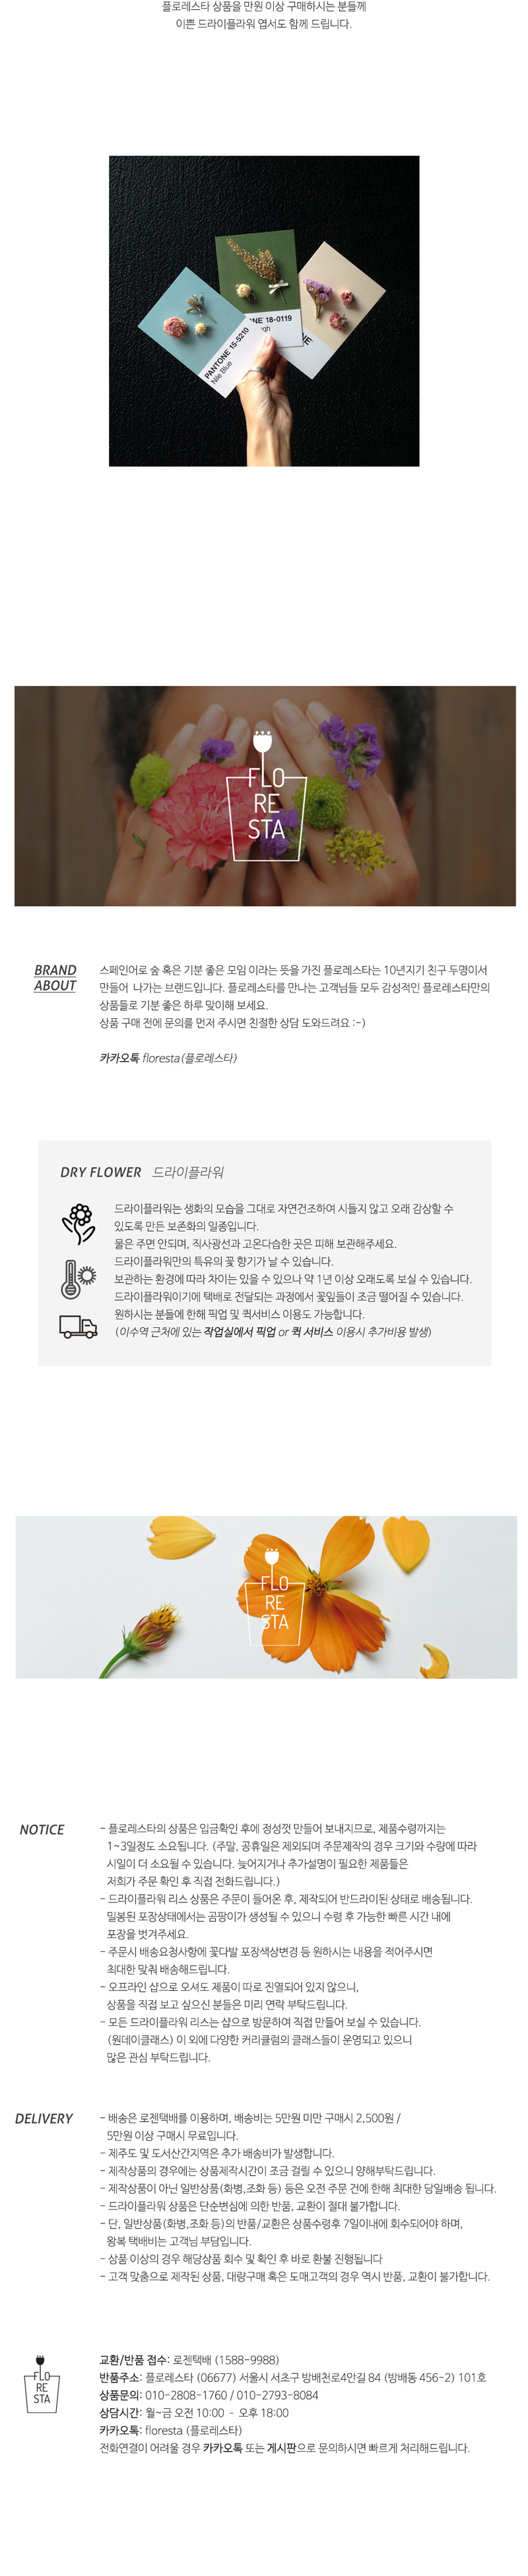 플로레스타 상품을 만원 이상 구매하시는 분들께
이쁜 드라이플라워 엽서도 함께 드립니다.
PANTONE 15-5210
Nile Blue
NE 18-0119
gh
NE
FLO
RE
STA
BRAND
ABOUT
스페인어로 숲 혹은 기분 좋은 모임 이라는 뜻을 가진 플로레스타는 10년지기 친구 두명이서
만들어 나가는 브랜드입니다. 플로레스타를 만나는 고객님들 모두 감성적인 플로레스타만의
상품들로 기분 좋은 하루 맞이해 보세요.
상품 구매 전에 문의를 먼저 주시면 친절한 상담 도와드려요 :-)
카카오톡 floresta(플로레스타)
DRY FLOWER 드라이플라워
드라이플라워는 생화의 모습을 그대로 자연건조하여 시들지 않고 오래 감상할 수
있도록 만든 보존화의 일종입니다.
물은 주면 안되며, 직사광선과 고온다습한 곳은 피해 보관해주세요.
드라이플라워만의 특유의 꽃 향기가 날 수 있습니다.
보관하는 환경에 따라 차이는 있을 수 있으나 약 1년 이상 오래도록 보실 수 있습니다.
드라이플라워이기에 택배로 전달되는 과정에서 꽃잎들이 조금 떨어질 수 있습니다.
원하시는 분들에 한해 픽업 및 퀵서비스 이용도 가능합니다.
(이수역 근처에 있는 작업실에서 픽업 or 퀵 서비스 이용시 추가비용 발생)
FLO
RE
STA
NOTICE
- 플로레스타의 상품은 입금확인 후에 정성껏 만들어 보내지므로, 제품수령까지는
1~3일정도 소요됩니다. (주말, 공휴일은 제외되며 주문제작의 경우 크기와 수량에 따라
시일이 더 소요될 수 있습니다. 늦어지거나 추가설명이 필요한 제품들은
저희가 주문 확인 후 직접 전화드립니다.)
- 드라이플라워 리스 상품은 주문이 들어온 후, 제작되어 반드라이된 상태로 배송됩니다.
밀봉된 포장상태에서는 곰팡이가 생성될 수 있으니 수령 후 가능한 빠른 시간 내에
포장을 벗겨주세요.
- 주문시 배송요청사항에 꽃다발 포장색상변경 등 원하시는 내용을 적어주시면
최대한 맞춰 배송해드립니다.
- 오프라인 샵으로 오셔도 제품이 따로 진열되어 있지 않으니,
상품을 직접 보고 싶으신 분들은 미리 연락 부탁드립니다.
- 모든 드라이플라워 리스는 샵으로 방문하여 직접 만들어 보실 수 있습니다.
(원데이클래스) 이 외에 다양한 커리큘럼의 클래스들이 운영되고 있으니
많은 관심 부탁드립니다.
DELIVERY
- 배송은 로젠택배를 이용하며, 배송비는 5만원 미만 구매시 2,500원 /
5만원 이상 구매시 무료입니다.
- 제주도 및 도서산간지역은 추가 배송비가 발생합니다.
- 제작상품의 경우에는 상품제작시간이 조금 걸릴 수 있으니 양해부탁드립니다.
- 제작상품이 아닌 일반상품(화병,조화 등) 등은 오전 주문 건에 한해 최대한 당일배송 됩니다.
- 드라이플라워 상품은 단순변심에 의한 반품, 교환이 절대 불가합니다.
- 단, 일반상품(화병,조화 등)의 반품/교환은 상품수령후 7일이내에 회수되어야 하며,
왕복 택배비는 고객님 부담입니다.
- 상품 이상의 경우 해당상품 회수 및 확인 후 바로 환불 진행됩니다
- 고객 맞춤으로 제작된 상품, 대량구매 혹은 도매고객의 경우 역시 반품, 교환이 불가합니다.
FLO
RE
STA
교환/반품 접수: 로젠택배 (1588-9988)
반품주소: 플로레스타 (06677) 서울시 서초구 방배천로4안길 84 (방배동 456-2) 101호
상품문의: 010-2808-1760 / 010-2793-8084
상담시간: 월~금 오전 10:00 - 오후 18:00
카카오톡: floresta (플로레스타)
전화연결이 어려울 경우 카카오톡 또는 게시판으로 문의하시면 빠르게 처리해드립니다.